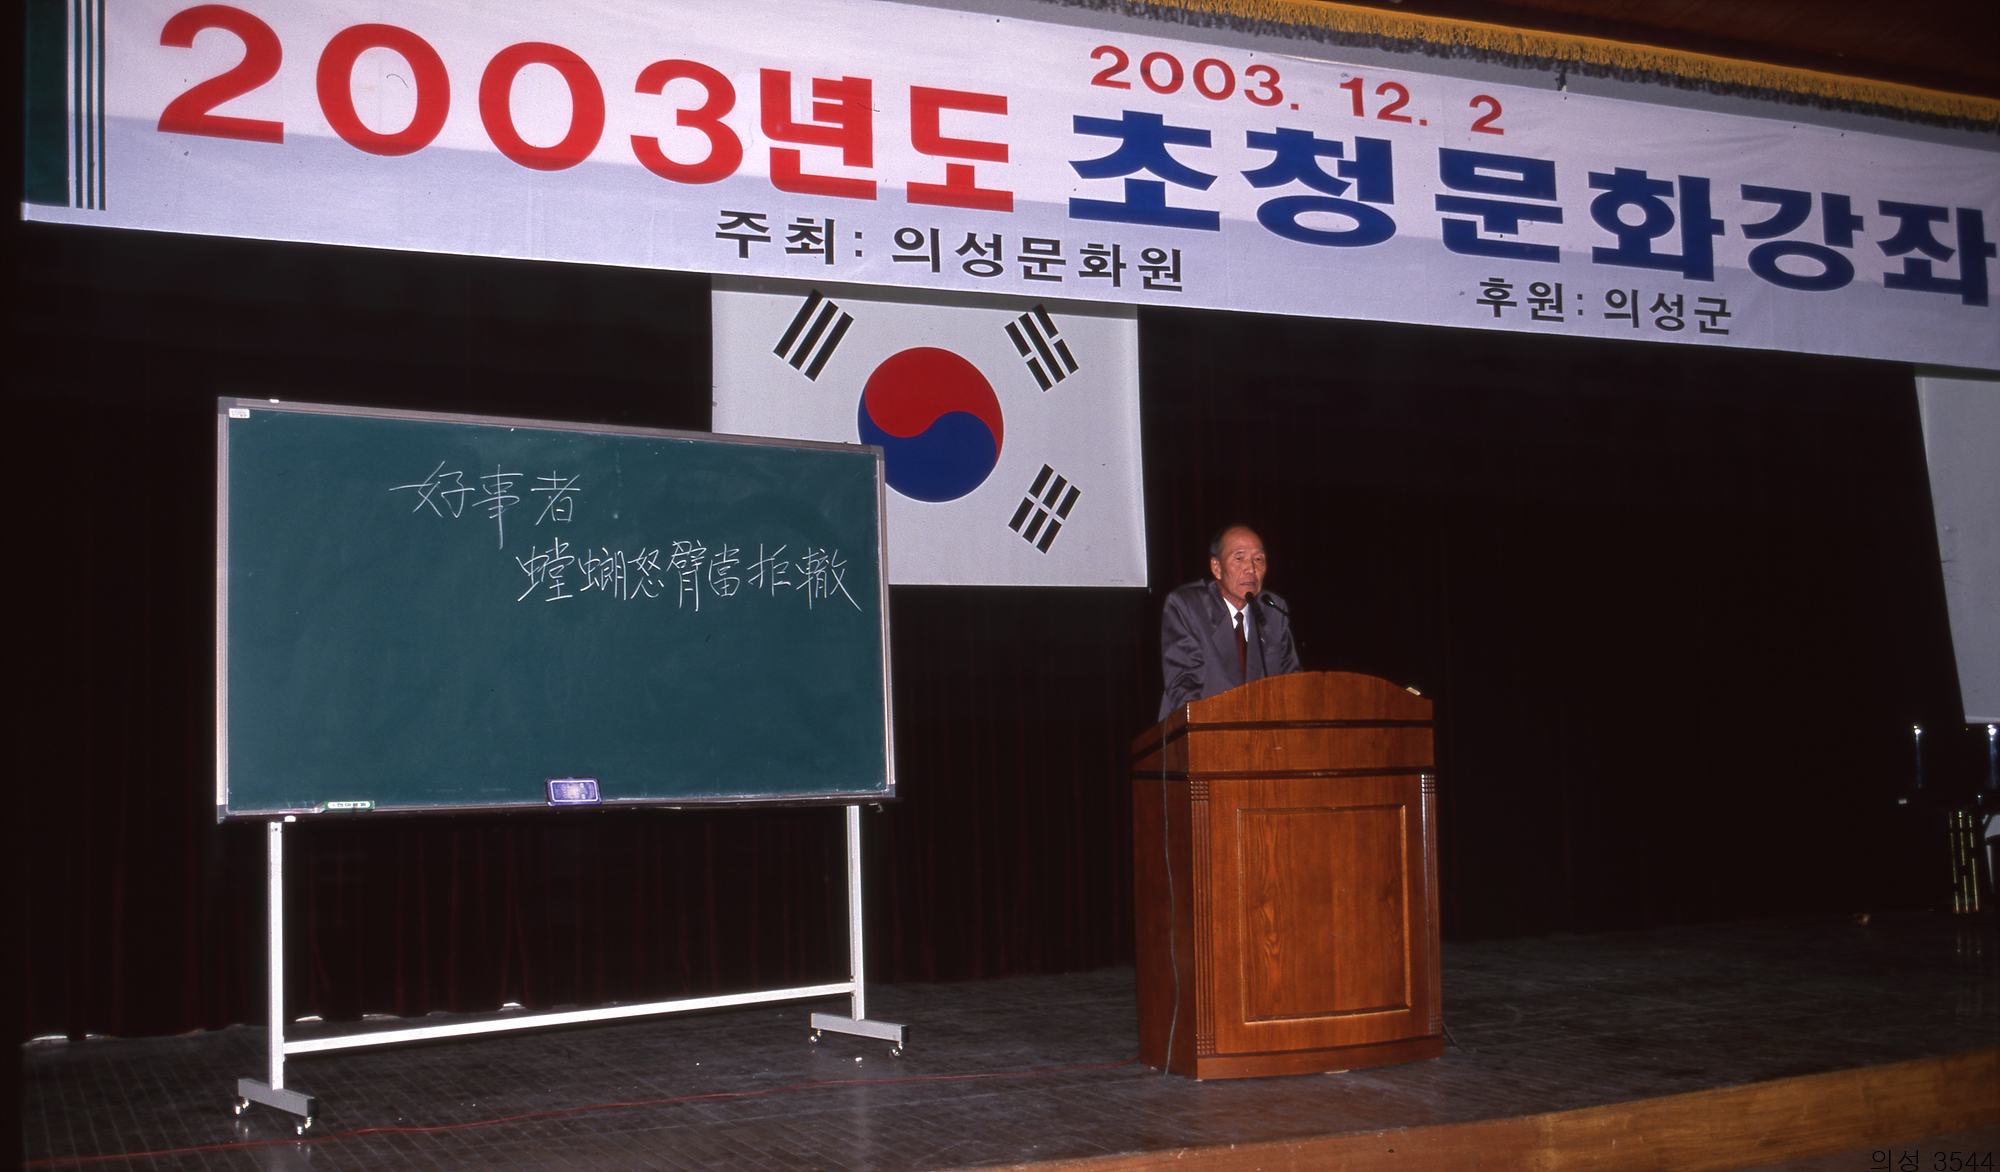 2003. 12. 2
2003년도 초청문화강좌
주최: 의성문화원
후원: 의성군
好事者
螳螂怒臂當拒轍
의성 3544